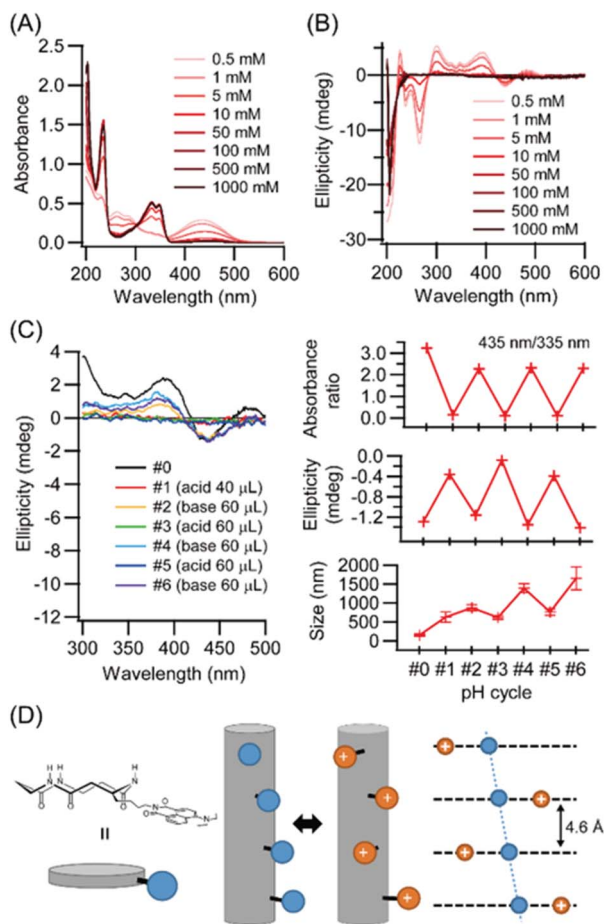 (A)
2.5
2.0
1.5
1.0
0.5
0.0
Absorbance
0.5 mM
1 mM
5 mM
10 mM
50 mM
100 mM
500 mM
1000 mM
200 300 400 500 600
Wavelength (nm)
(B)
0
-10
-20
-30
Ellipticity (mdeg)
0.5 mM
1 mM
5 mM
10 mM
50 mM
100 mM
500 mM
1000 mM
200 300 400 500 600
Wavelength (nm)
(C)
4
2
0
-2
-4
-6
-8
-10
-12
Ellipticity (mdeg)
#0
#1 (acid 40 μL)
#2 (base 60 μL)
#3 (acid 60 μL)
#4 (base 60 μL)
#5 (acid 60 μL)
#6 (base 60 μL)
300 350 400 450 500
Wavelength (nm)
435 nm/335 nm
3.0
2.0
1.0
0.0
Absorbance
ratio
-0.4
-0.8
-1.2
Ellipticity
(mdeg)
2000
1500
1000
500
0
Size (nm)
#0 #1 #2 #3 #4 #5 #6
pH cycle
(D)
H H H
N N N
O O O
O
N
O
N
=
+
+
+
+
+
+
+
+
4.6 Å